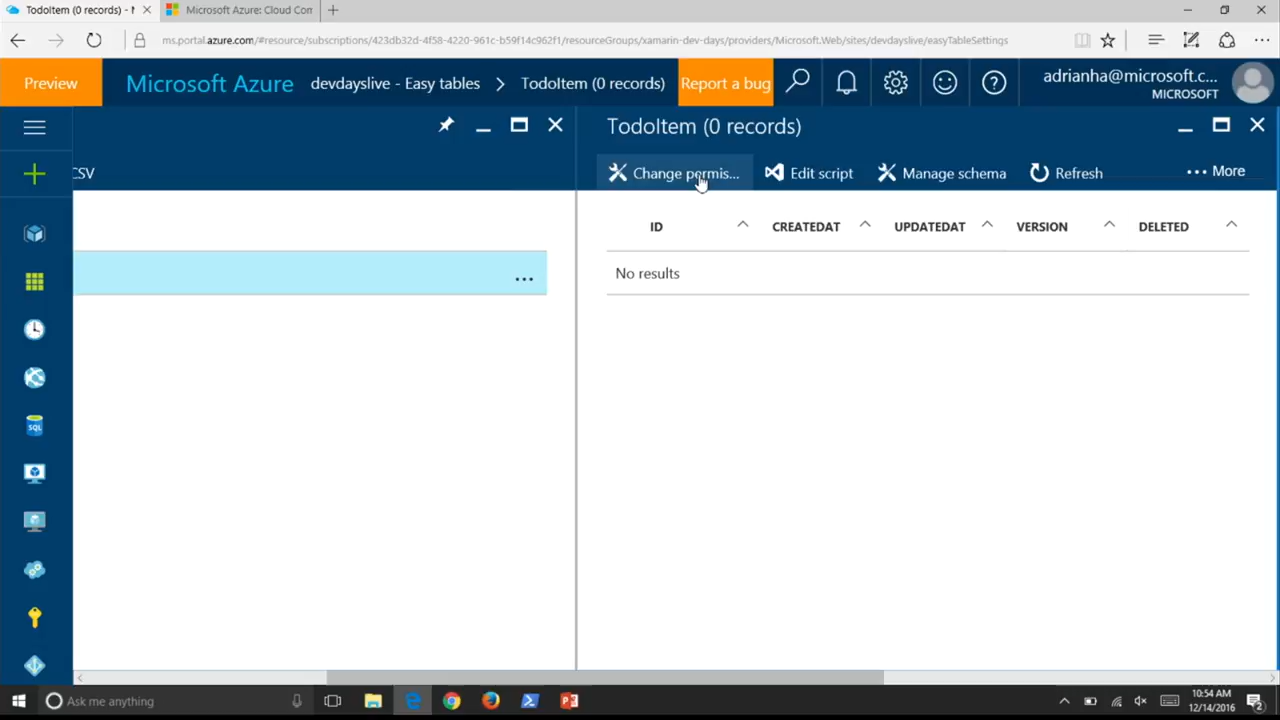 TodoItem (0 records) - M
Microsoft Azure: Cloud Com
ms.portal.azure.com/#resource/subscriptions/423db32d-4f58-4220-961c-b59f14c962f1/resourceGroups/xamarin-dev-days/providers/Microsoft.Web/sites/devdayslive/easyTableSettings
Preview
Microsoft Azure
devdayslive - Easy tables
TodoItem (0 records)
Report a bug
adrianha@microsoft.c...
MICROSOFT
CSV
TodoItem (0 records)
Change permis...
Edit script
Manage schema
Refresh
... More
ID
CREATEDAT
UPDATEDAT
VERSION
DELETED
...
No results
SQL
Ask me anything
10:54 AM
12/14/2016
2